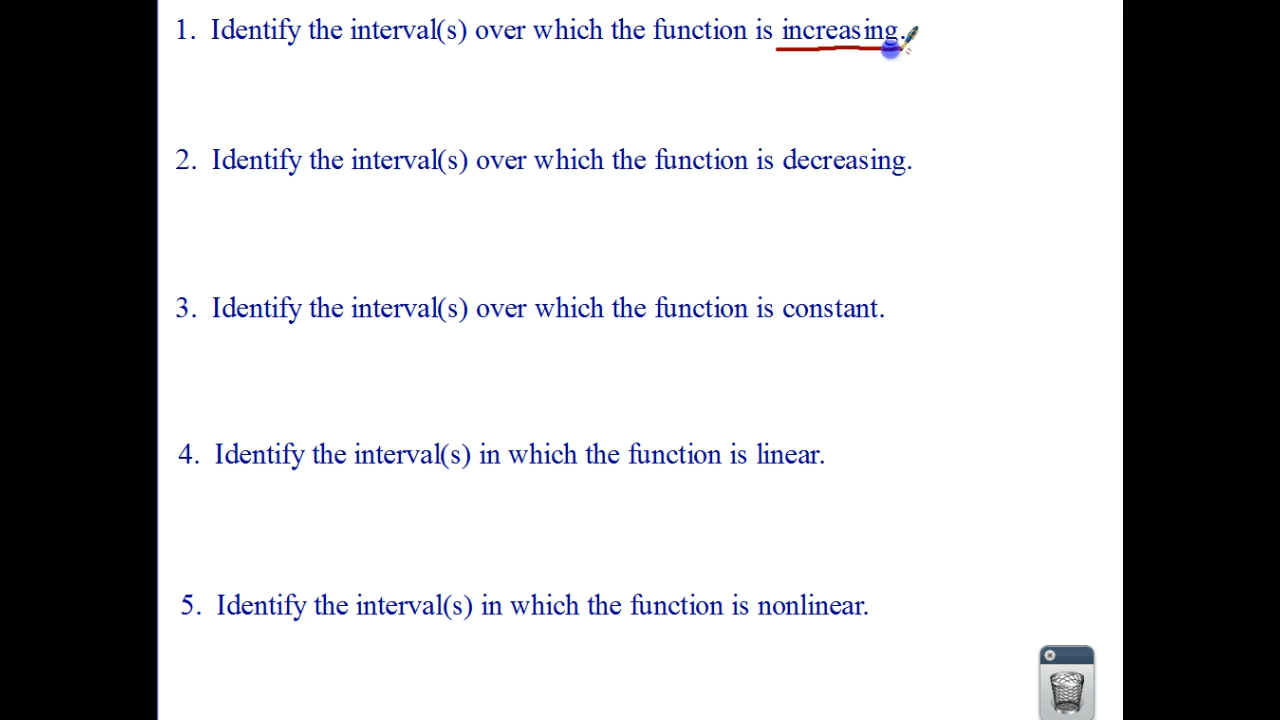 1. Identify the interval(s) over which the function is increasing.
2. Identify the interval(s) over which the function is decreasing.
3. Identify the interval(s) over which the function is constant.
4. Identify the interval(s) in which the function is linear.
5. Identify the interval(s) in which the function is nonlinear.